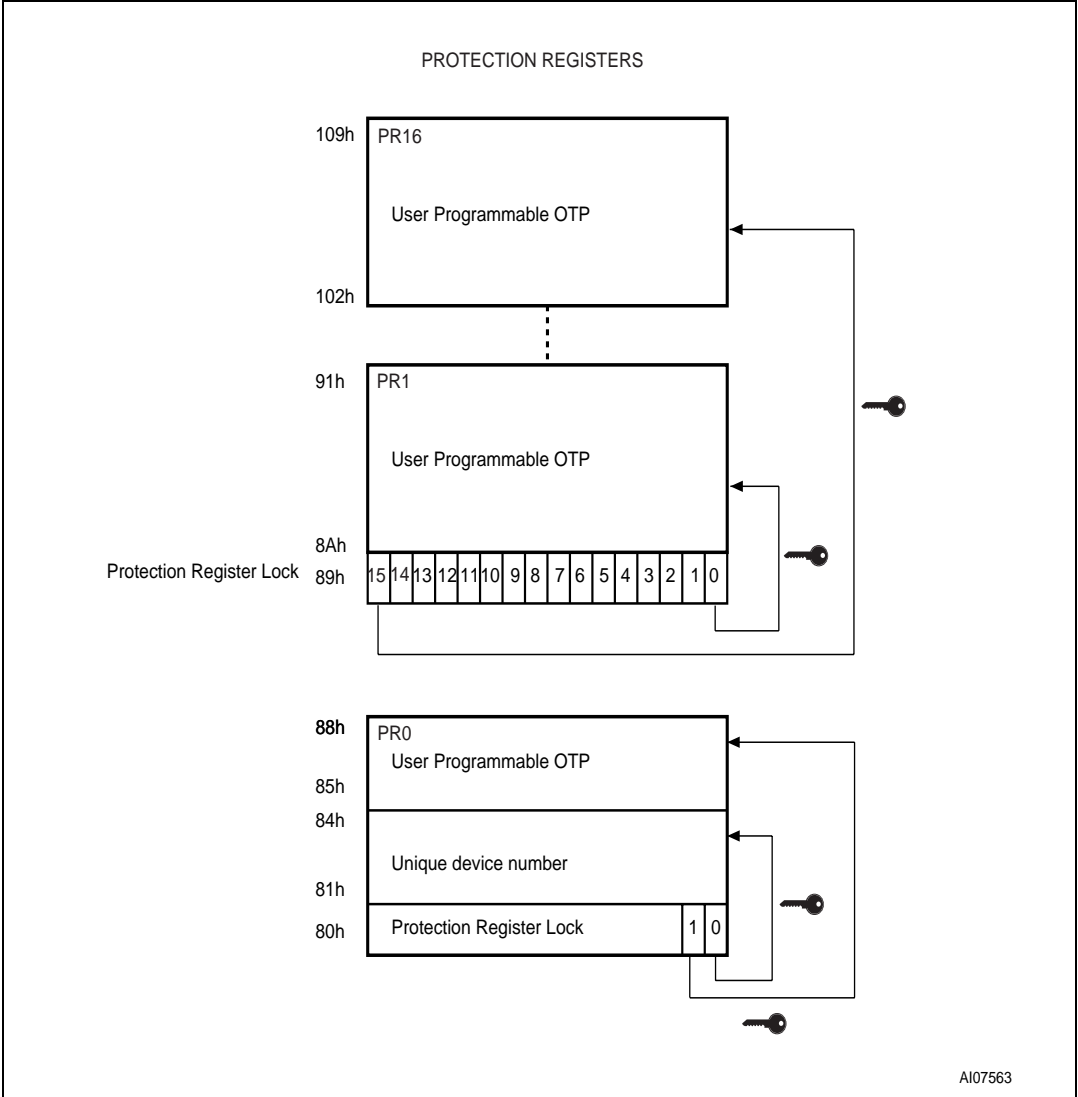 PROTECTION REGISTERS
109h
PR16
User Programmable OTP
102h
91h
PR1
User Programmable OTP
8Ah
Protection Register Lock
89h
15 14 13 12 11 10 9 8 7 6 5 4 3 2 1 0
88h
PR0
User Programmable OTP
85h
84h
Unique device number
81h
80h
Protection Register Lock
1 0
AI07563